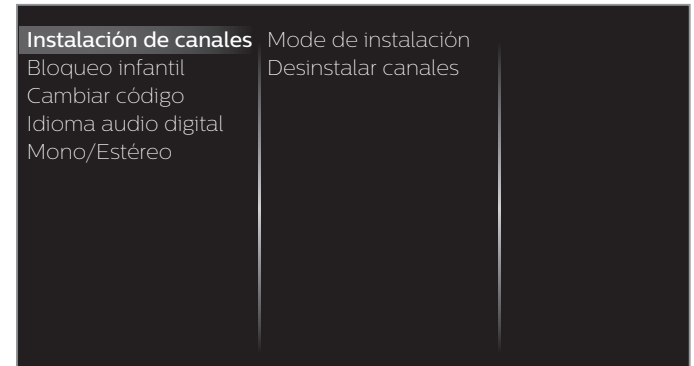 Instalación de canales
Bloqueo infantil
Cambiar código
Idioma audio digital
Mono/Estéreo
Mode de instalación
Desinstalar canales